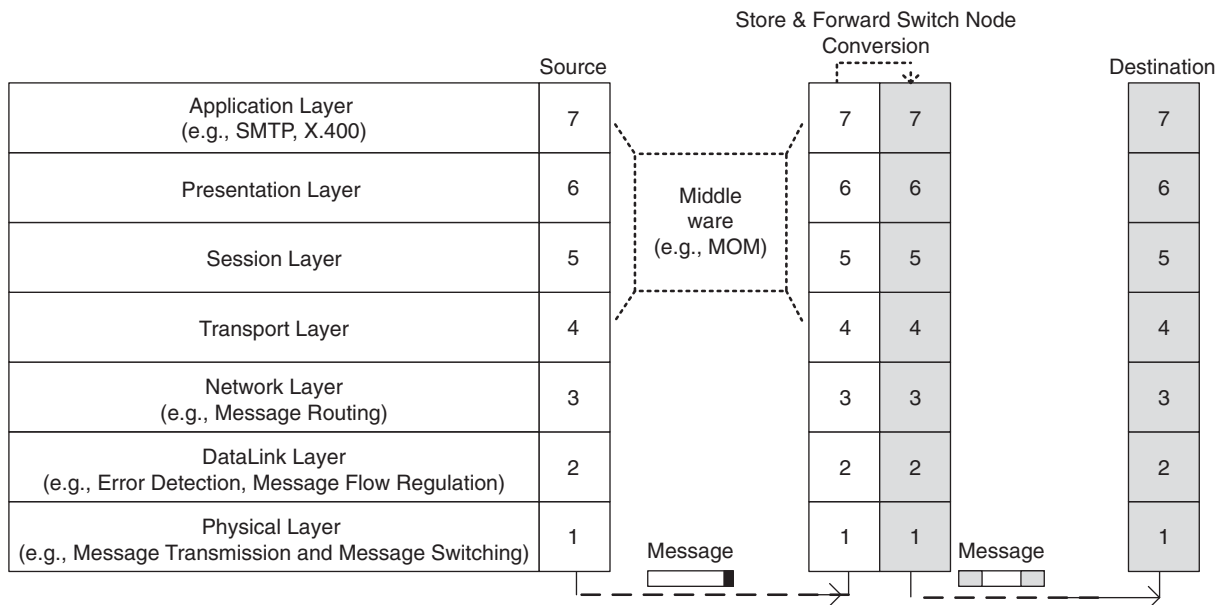 Store & Forward Switch Node
Conversion
Source
Destination
Application Layer
(e.g., SMTP, X.400)
7
7
7
7
Presentation Layer
6
6
6
6
Middle
ware
(e.g., MOM)
Session Layer
5
5
5
5
Transport Layer
4
4
4
4
Network Layer
(e.g., Message Routing)
3
3
3
3
DataLink Layer
(e.g., Error Detection, Message Flow Regulation)
2
2
2
2
Physical Layer
(e.g., Message Transmission and Message Switching)
1
1
1
1
Message
Message